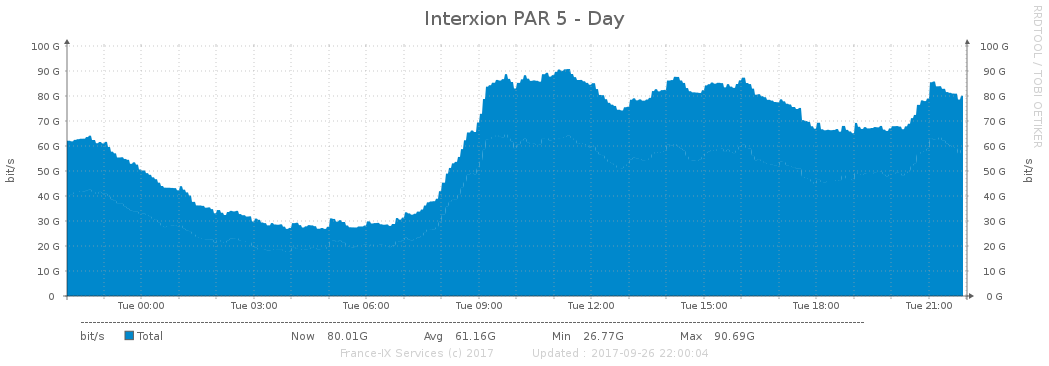 Interxion PAR 5 - Day
RRDTOOL / TOBI OETIKER
bit/s
100 G
90 G
80 G
70 G
60 G
50 G
40 G
30 G
20 G
10 G
0
100 G
90 G
80 G
70 G
60 G
50 G
40 G
30 G
20 G
10 G
0 G
bit/s
Tue 00:00 Tue 03:00 Tue 06:00 Tue 09:00 Tue 12:00 Tue 15:00 Tue 18:00 Tue 21:00
bit/s Total Now 80.01G Avg 61.16G Min 26.77G Max 90.69G
France-IX Services (c) 2017 Updated : 2017-09-26 22:00:04